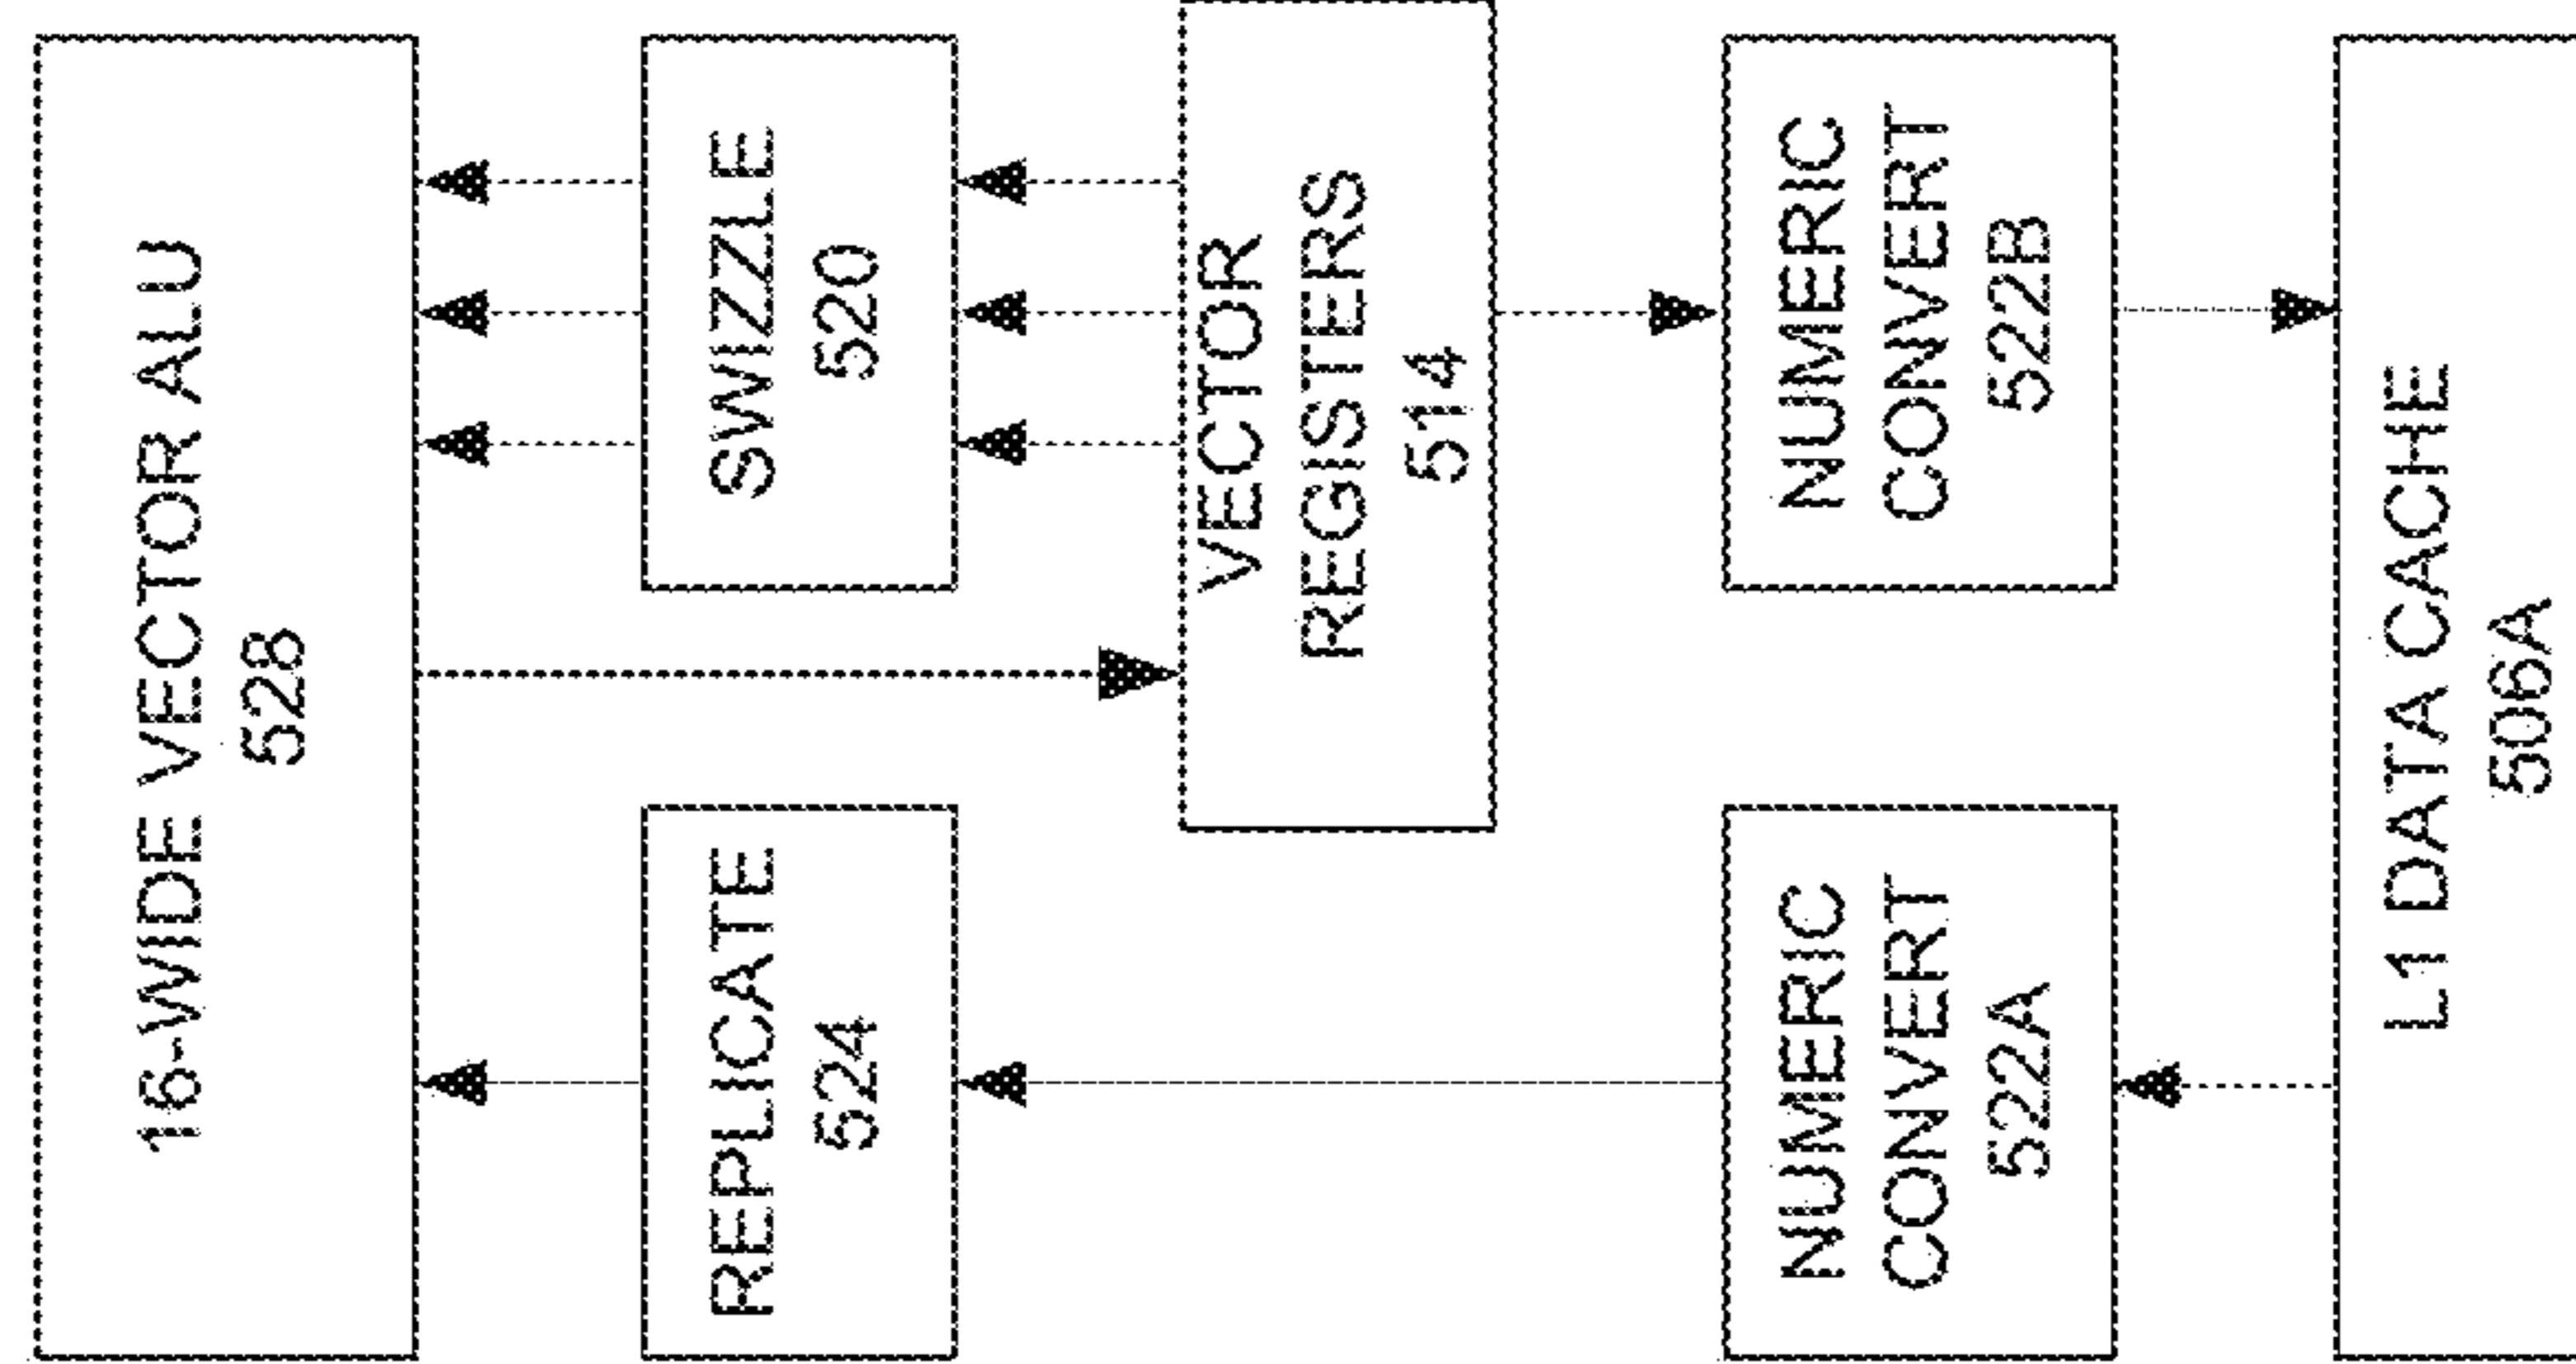 16-WIDE VECTOR ALU
528
REPLICATE
524
SWIZZLE
520
VECTOR
REGISTERS
514
NUMERIC
CONVERT
522A
NUMERIC
CONVERT
522B
L1 DATA CACHE
506A